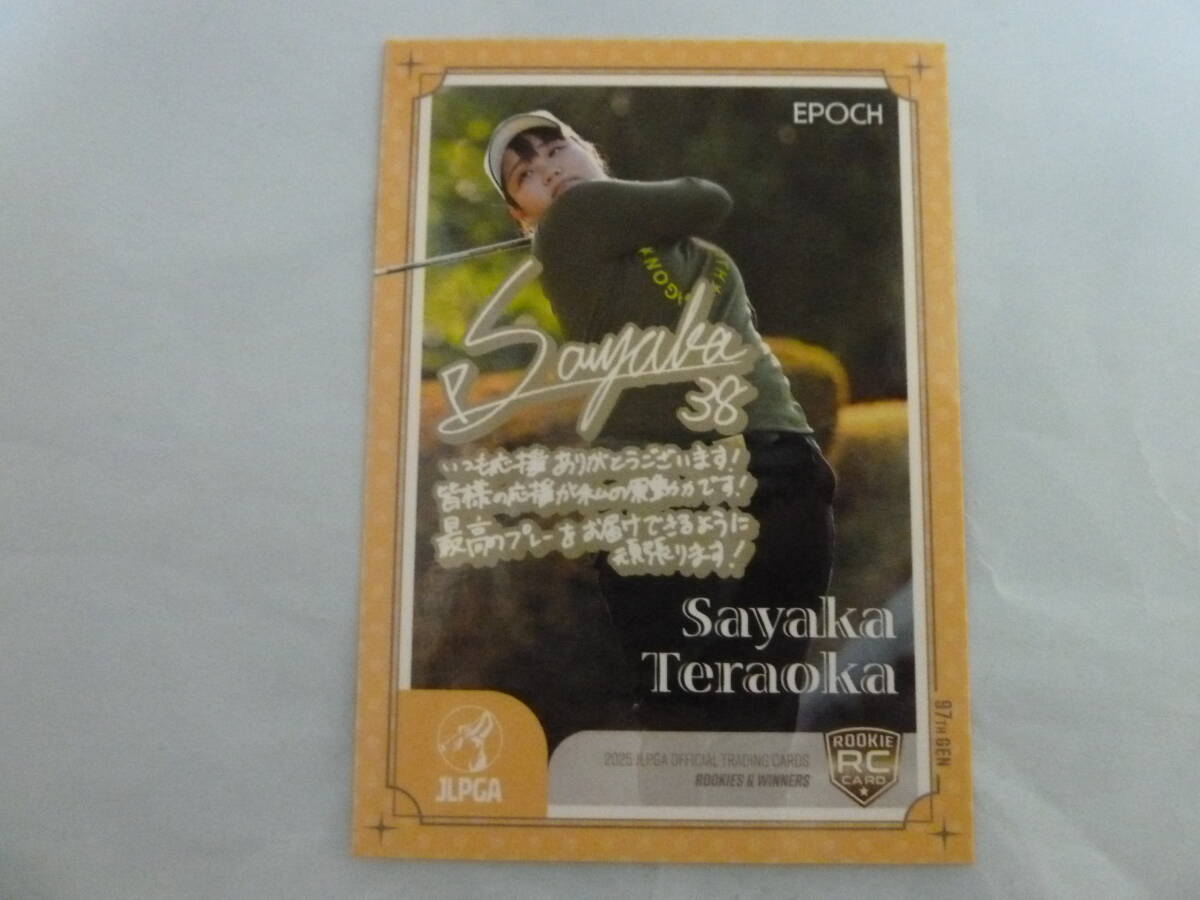 EPOCH
Sayaka
38
いつも応援ありがとうございます!
皆様の応援が私の原動力です!
最高のプレーをお届けできるように
頑張ります!
Sayaka
Teraoka
97TH GEN
JLPGA
2025 JLPGA OFFICIAL TRADING CARDS
ROOKIES & WINNERS
ROOKIE
RC
CARD